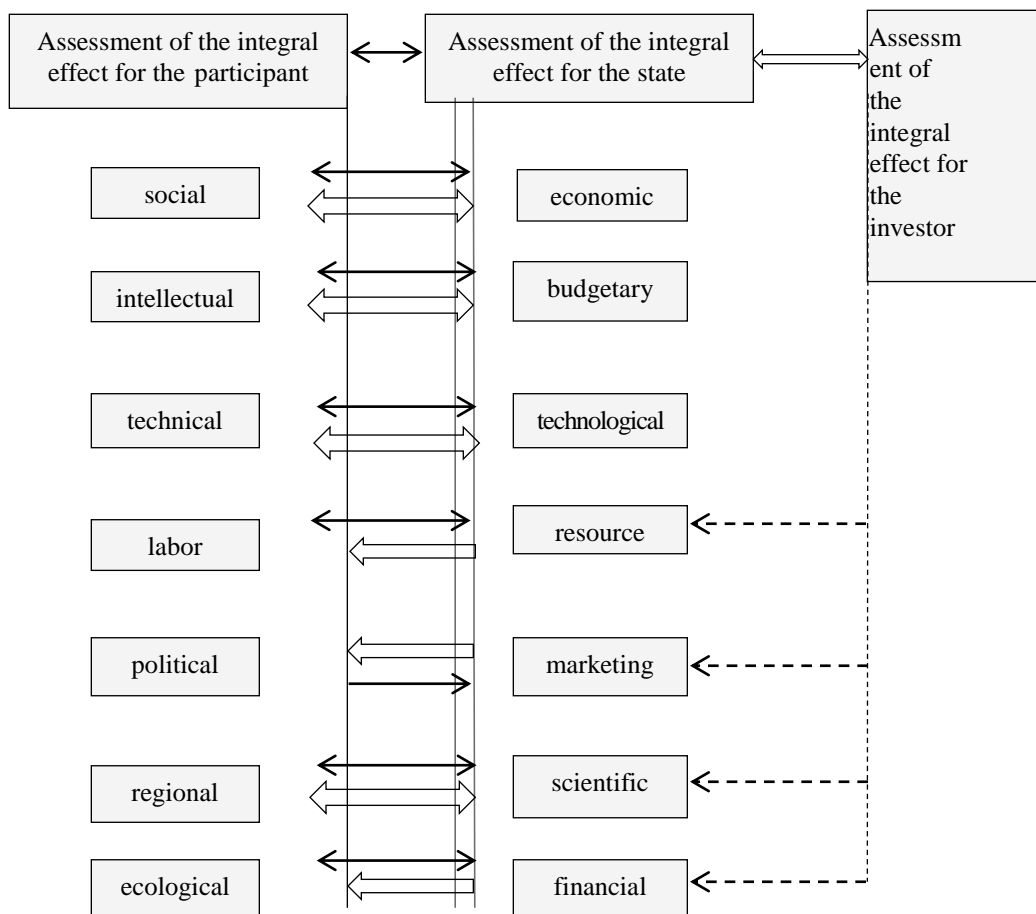 Assessment of the integral
effect for the participant
Assessment of the integral
effect for the state
Assessm
ent of
the
integral
effect for
the
investor
social
economic
intellectual
budgetary
technical
technological
labor
resource
political
marketing
regional
scientific
ecological
financial